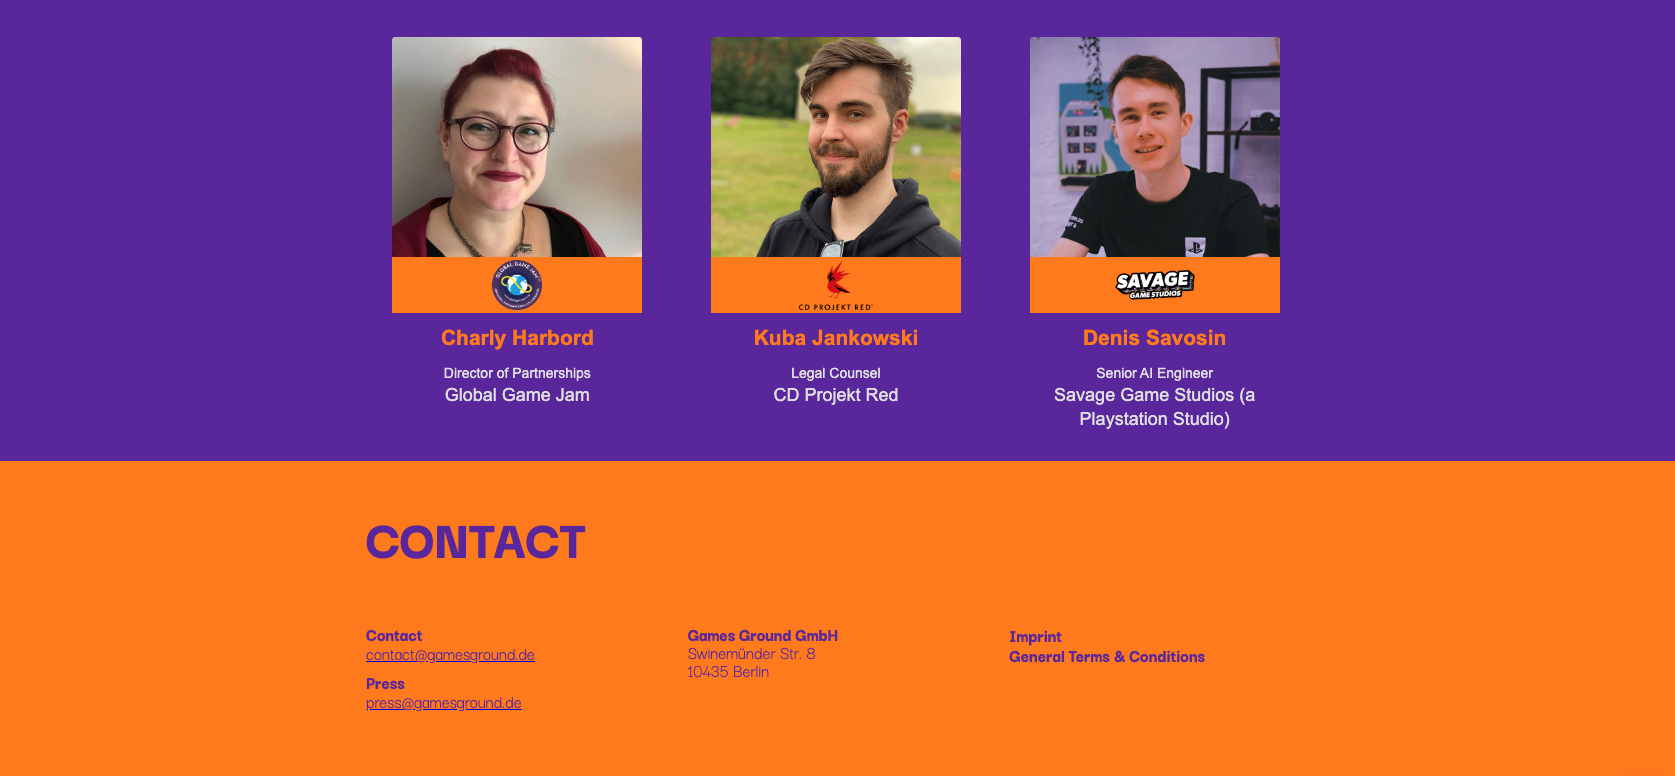 GLOBAL GAME JAM
CD PROJEKT RED
SAVAGE
GAME STUDIOS
Charly Harbord
Kuba Jankowski
Denis Savosin
Director of Partnerships
Legal Counsel
Senior AI Engineer
Global Game Jam
CD Projekt Red
Savage Game Studios (a
Playstation Studio)
CONTACT
Contact
contact@gamesground.de
Press
press@gamesground.de
Games Ground GmbH
Swinemünder Str. 8
10435 Berlin
Imprint
General Terms & Conditions